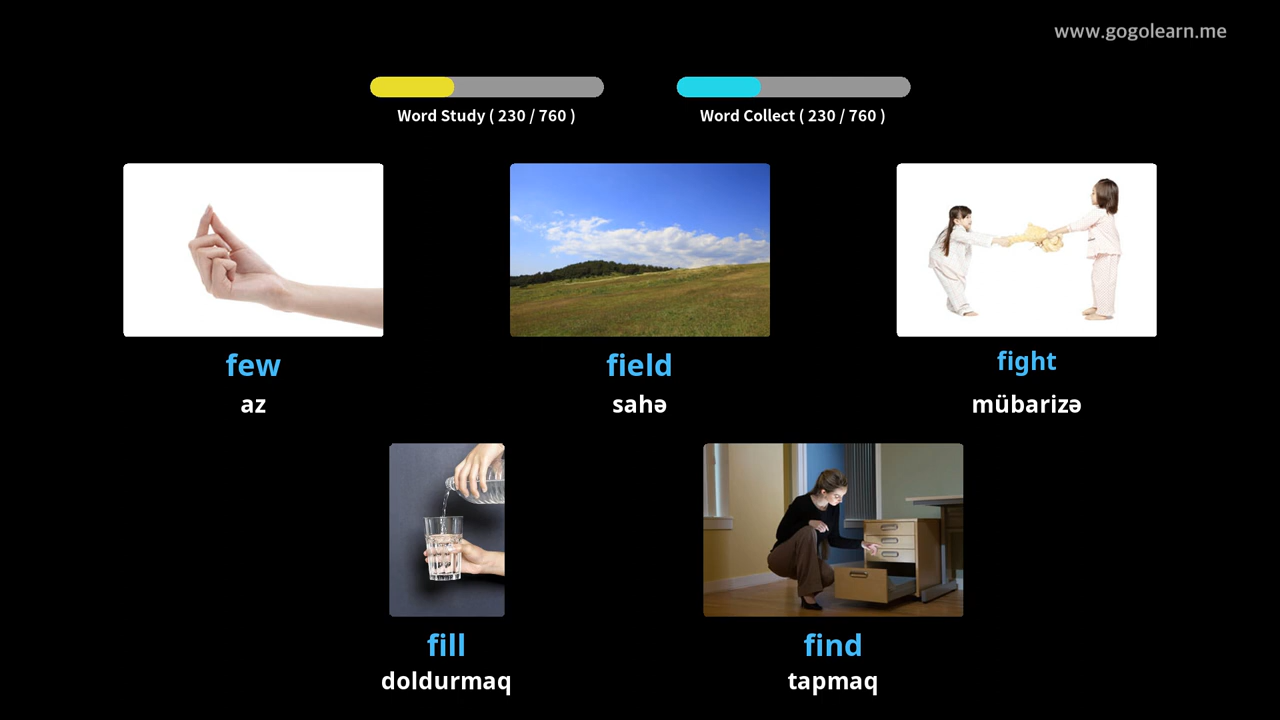 www.gogolearn.me
Word Study ( 230 / 760 )
Word Collect ( 230 / 760 )
few
az
field
sahə
fight
mübarizə
fill
doldurmaq
find
tapmaq